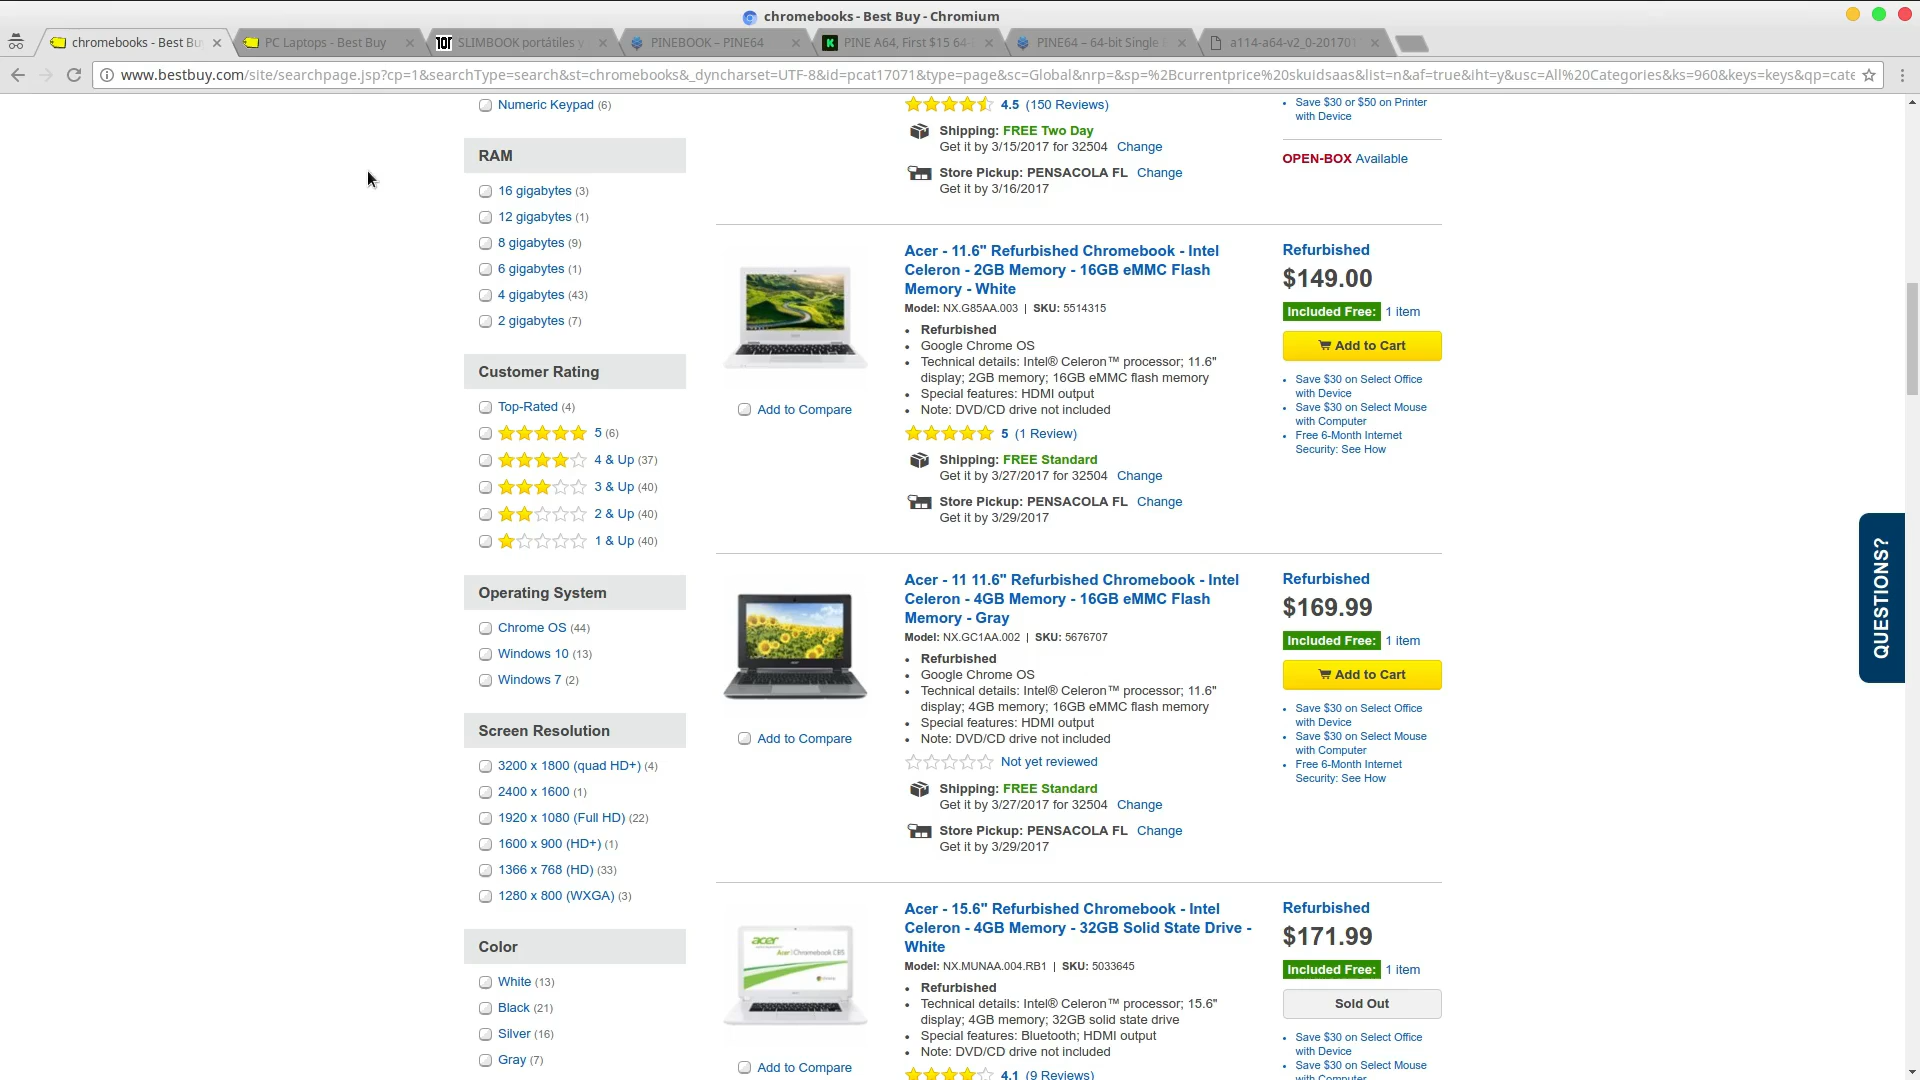 chromebooks - Best Buy - Chromium
chromebooks - Best Bu
PC Laptops - Best Buy
SLIMBOOK portátiles y
PINEBOOK – PINE64
PINE A64, First $15 64-
PINE64 – 64-bit Single
a114-a64-v2_0-20170
www.bestbuy.com/site/searchpage.jsp?cp=1&searchType=search&st=chromebooks&_dyncharset=UTF-8&id=pcat17071&type=page&sc=Global&nrp=&sp=%2Bcurrentprice%20skuidsaas&list=n&af=true&iht=y&usc=All%20Categories&ks=960&keys=keys&qp=cate
Numeric Keypad (6)
RAM
16 gigabytes (3)
12 gigabytes (1)
8 gigabytes (9)
6 gigabytes (1)
4 gigabytes (43)
2 gigabytes (7)
Customer Rating
Top-Rated (4)
5 (6)
4 & Up (37)
3 & Up (40)
2 & Up (40)
1 & Up (40)
Operating System
Chrome OS (44)
Windows 10 (13)
Windows 7 (2)
Screen Resolution
3200 x 1800 (quad HD+) (4)
2400 x 1600 (1)
1920 x 1080 (Full HD) (22)
1600 x 900 (HD+) (1)
1366 x 768 (HD) (33)
1280 x 800 (WXGA) (3)
Color
White (13)
Black (21)
Silver (16)
Gray (7)
4.5 (150 Reviews)
Shipping: FREE Two Day
Get it by 3/15/2017 for 32504 Change
Store Pickup: PENSACOLA FL Change
Get it by 3/16/2017
• Save $30 or $50 on Printer
with Device
OPEN-BOX Available
Acer - 11.6" Refurbished Chromebook - Intel
Celeron - 2GB Memory - 16GB eMMC Flash
Memory - White
Model: NX.G85AA.003 | SKU: 5514315
• Refurbished
• Google Chrome OS
• Technical details: Intel® Celeron™ processor; 11.6"
display; 2GB memory; 16GB eMMC flash memory
• Special features: HDMI output
• Note: DVD/CD drive not included
5 (1 Review)
Shipping: FREE Standard
Get it by 3/27/2017 for 32504 Change
Store Pickup: PENSACOLA FL Change
Get it by 3/29/2017
Add to Compare
Refurbished
$149.00
Included Free: 1 item
Add to Cart
• Save $30 on Select Office
with Device
• Save $30 on Select Mouse
with Computer
• Free 6-Month Internet
Security: See How
Acer - 11 11.6" Refurbished Chromebook - Intel
Celeron - 4GB Memory - 16GB eMMC Flash
Memory - Gray
Model: NX.GC1AA.002 | SKU: 5676707
• Refurbished
• Google Chrome OS
• Technical details: Intel® Celeron™ processor; 11.6"
display; 4GB memory; 16GB eMMC flash memory
• Special features: HDMI output
• Note: DVD/CD drive not included
Not yet reviewed
Shipping: FREE Standard
Get it by 3/27/2017 for 32504 Change
Store Pickup: PENSACOLA FL Change
Get it by 3/29/2017
Add to Compare
Refurbished
$169.99
Included Free: 1 item
Add to Cart
• Save $30 on Select Office
with Device
• Save $30 on Select Mouse
with Computer
• Free 6-Month Internet
Security: See How
Acer - 15.6" Refurbished Chromebook - Intel
Celeron - 4GB Memory - 32GB Solid State Drive -
White
Model: NX.MUNAA.004.RB1 | SKU: 5033645
• Refurbished
• Technical details: Intel® Celeron™ processor; 15.6"
display; 4GB memory; 32GB solid state drive
• Special features: Bluetooth; HDMI output
• Note: DVD/CD drive not included
4.1 (9 Reviews)
acer
Acer Chromebook CB5
Add to Compare
Refurbished
$171.99
Included Free: 1 item
Sold Out
• Save $30 on Select Office
with Device
• Save $30 on Select Mouse
with Computer
QUESTIONS?